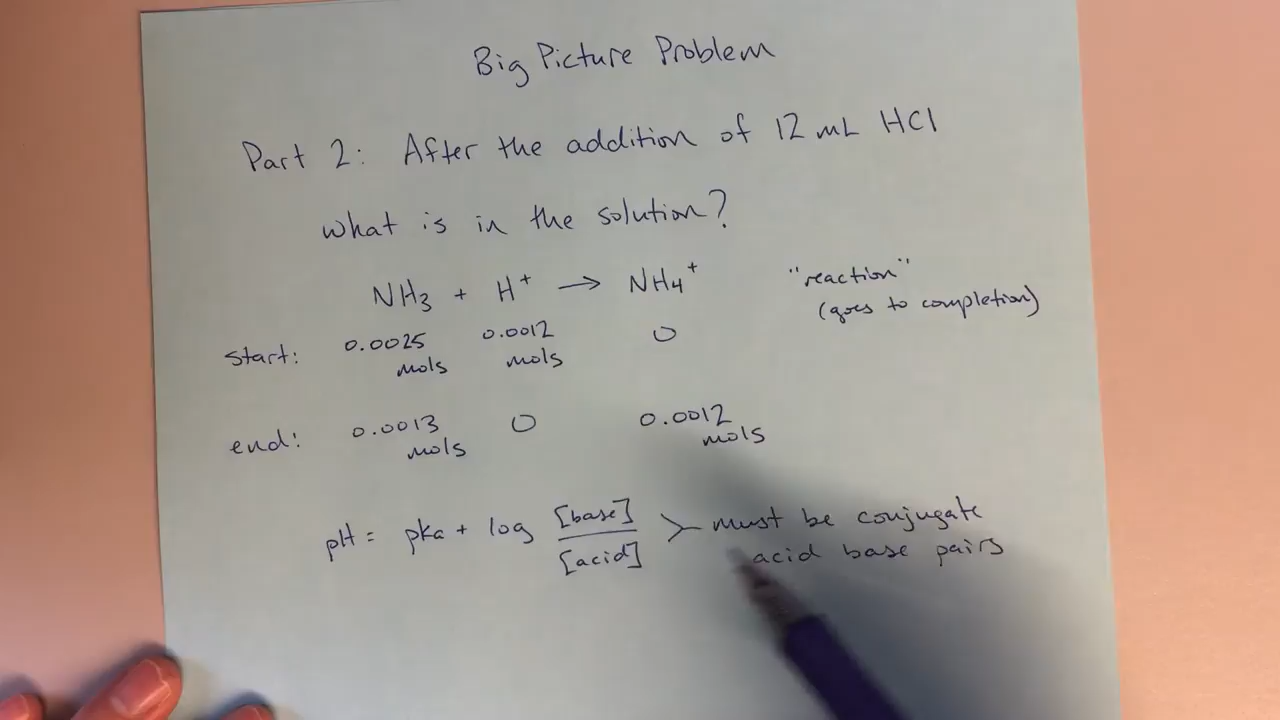 Big Picture Problem
Part 2: After the addition of 12 mL HCl
what is in the solution?
NH3 + H+ → NH4+ "reaction"
(goes to completion)
start: 0.0025 mols 0.0012 mols 0
end: 0.0013 mols 0 0.0012 mols
pH = pka + log [base]/[acid] > must be conjugate
acid base pairs